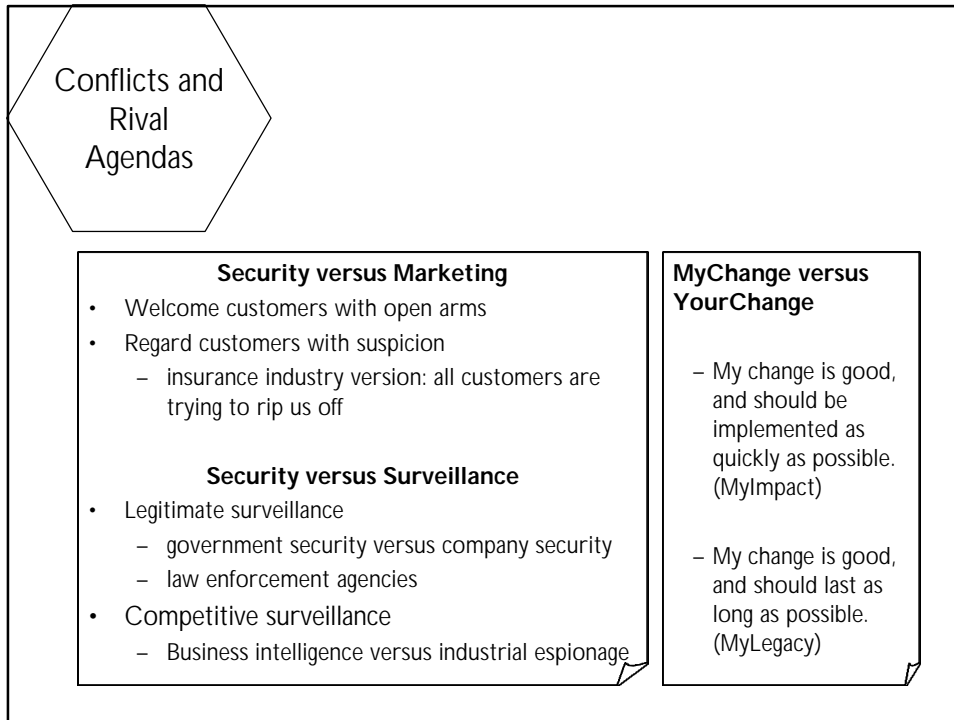 Conflicts and
Rival
Agendas
Security versus Marketing
• Welcome customers with open arms
• Regard customers with suspicion
– insurance industry version: all customers are
trying to rip us off
Security versus Surveillance
• Legitimate surveillance
– government security versus company security
– law enforcement agencies
• Competitive surveillance
– Business intelligence versus industrial espionage
MyChange versus
YourChange
– My change is good,
and should be
implemented as
quickly as possible.
(MyImpact)
– My change is good,
and should last as
long as possible.
(MyLegacy)